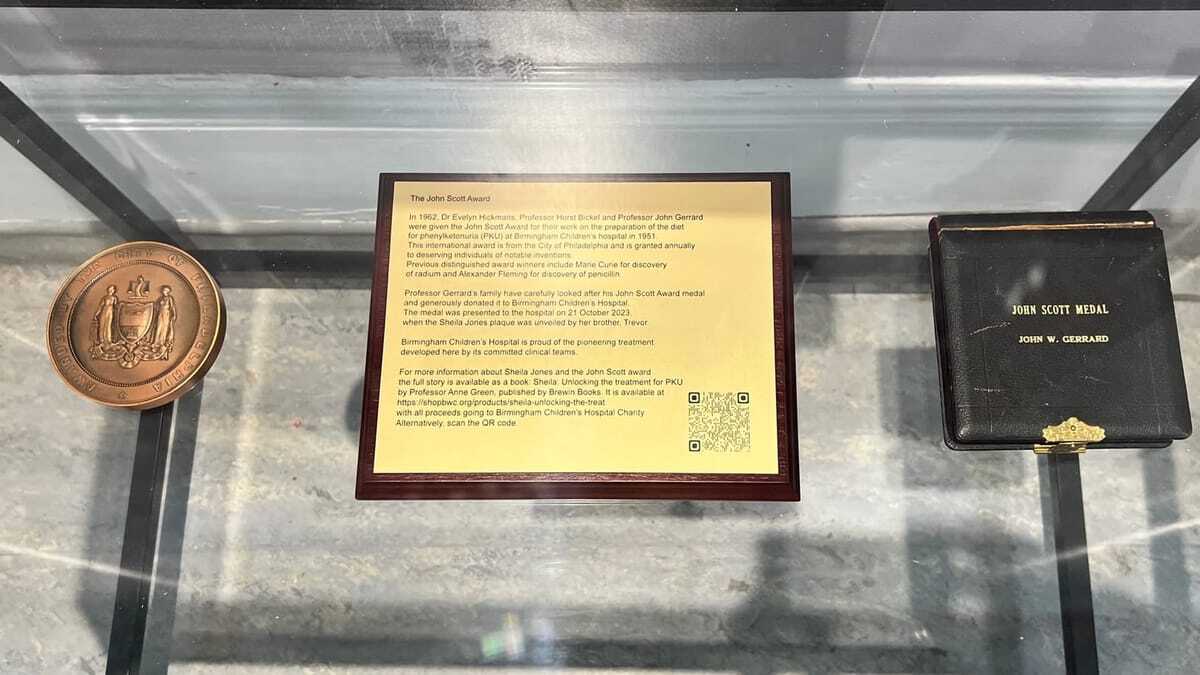 AWARDED BY THE CITY OF PHILADELPHIA
The John Scott Award
In 1962, Dr Evelyn Hickmans, Professor Horst Bickel and Professor John Gerrard
were given the John Scott Award for their work on the preparation of the diet
for phenylketonuria (PKU) at Birmingham Children's hospital in 1951.
This international award is from the City of Philadelphia and is granted annually
to deserving individuals of notable inventions.
Previous distinguished award winners include Marie Curie for discovery
of radium and Alexander Fleming for discovery of penicillin.
Professor Gerrard's family have carefully looked after his John Scott Award medal
and generously donated it to Birmingham Children's Hospital.
The medal was presented to the hospital on 21 October 2023,
when the Sheila Jones plaque was unveiled by her brother, Trevor.
Birmingham Children's Hospital is proud of the pioneering treatment
developed here by its committed clinical teams.
For more information about Sheila Jones and the John Scott award
the full story is available as a book: Sheila: Unlocking the treatment for PKU
by Professor Anne Green, published by Brewin Books. It is available at
https://shopbwc.org/products/sheila-unlocking-the-treat
with all proceeds going to Birmingham Children's Hospital Charity
Alternatively, scan the QR code.
JOHN SCOTT MEDAL
JOHN W. GERRARD